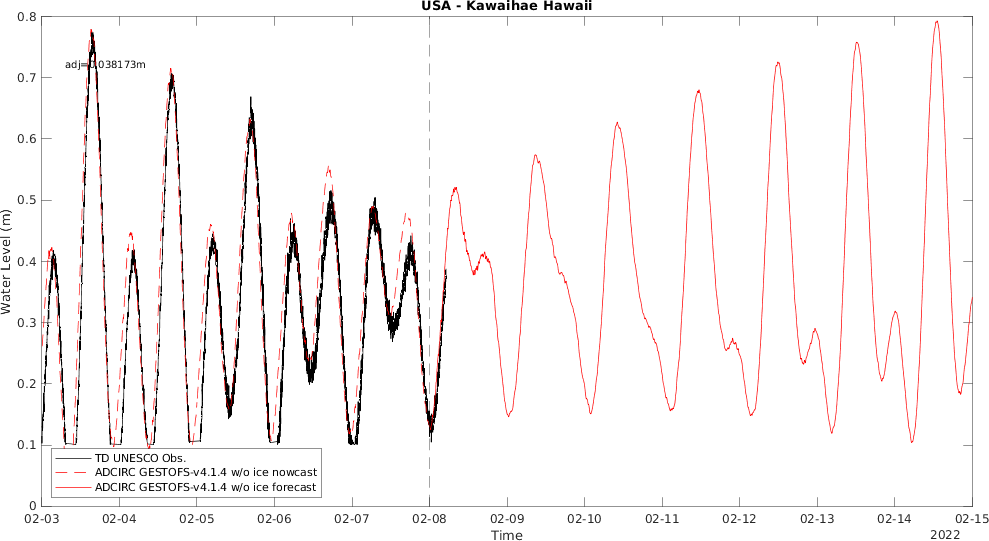 USA - Kawaihae Hawaii
0.8
adj=0.038173m
0.7
0.6
0.5
0.4
0.3
0.2
0.1
0
Water Level (m)
TD UNESCO Obs.
ADCIRC GESTOFS-v4.1.4 w/o ice nowcast
ADCIRC GESTOFS-v4.1.4 w/o ice forecast
02-03 02-04 02-05 02-06 02-07 02-08 02-09 02-10 02-11 02-12 02-13 02-14 02-15
Time
2022